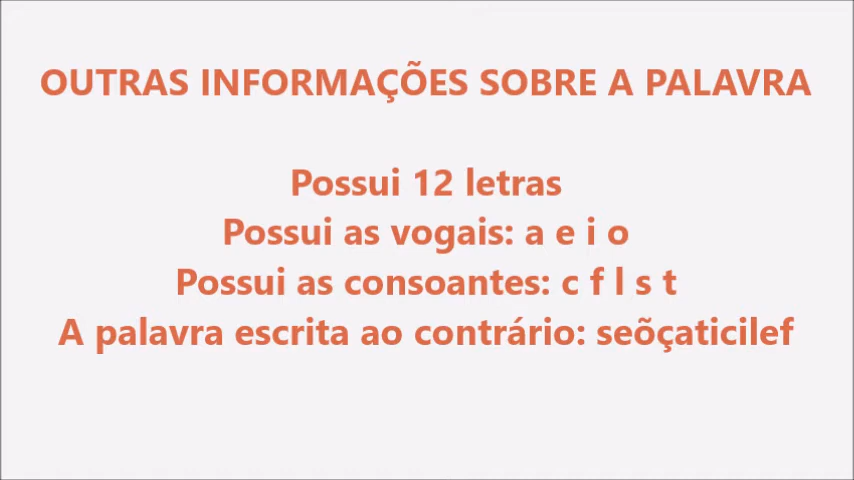 OUTRAS INFORMAÇÕES SOBRE A PALAVRA
Possui 12 letras
Possui as vogais: a e i o
Possui as consoantes: c f l s t
A palavra escrita ao contrário: seõçaticilef